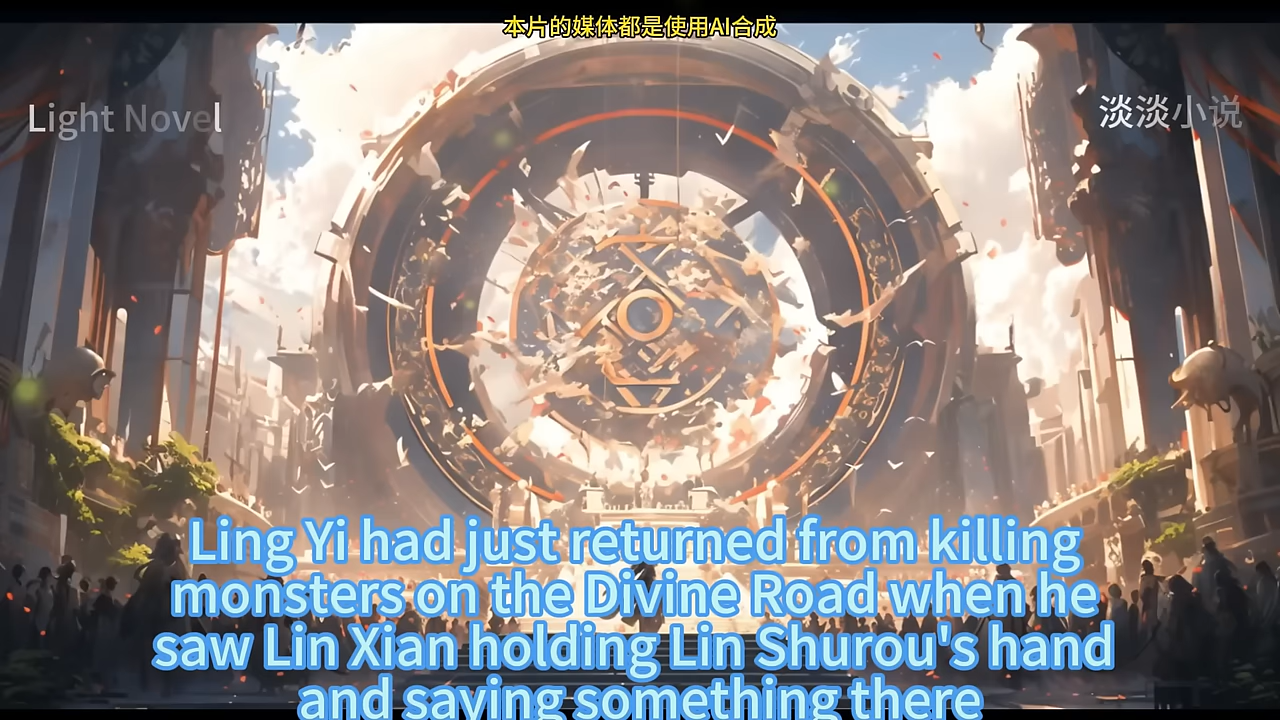 本片的媒体都是使用AI合成
Light Novel
淡淡小说
Ling Yi had just returned from killing
monsters on the Divine Road when he
saw Lin Xian holding Lin Shurou's hand
and saying something there